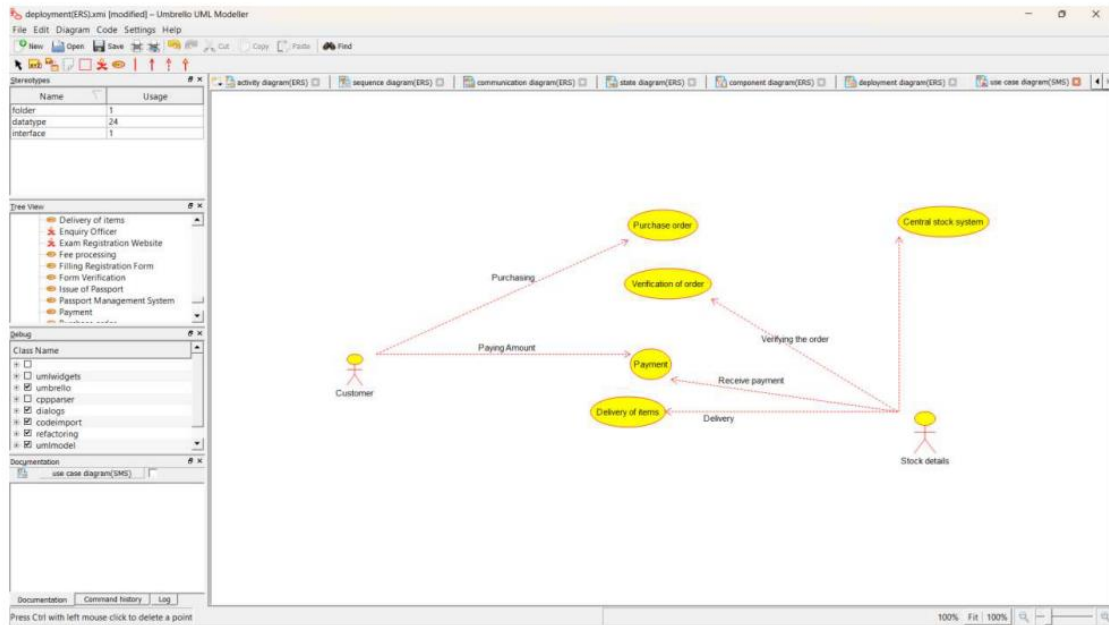 deployment(ERS).xmi [modified] – Umbrello UML Modeller
File Edit Diagram Code Settings Help
New Open Save Cut Copy Paste Find
Stereotypes
Name Usage
folder 1
datatype 24
interface 1
activity diagram(ERS) sequence diagram(ERS) communication diagram(ERS) state diagram(ERS) component diagram(ERS) deployment diagram(ERS) use case diagram(SMS)
Tree View
Delivery of items
Enquiry Officer
Exam Registration Website
Fee processing
Filling Registration Form
Form Verification
Issue of Passport
Passport Management System
Payment
Debug
Class Name
umlwidgets
umbrello
cppparser
dialogs
codeimport
refactoring
umlmodel
Documentation
use case diagram(SMS)
Documentation Command history Log
Press Ctrl with left mouse click to delete a point
100% Fit 100%
Purchase order
Central stock system
Purchasing
Verification of order
Verifying the order
Paying Amount
Payment
Receive payment
Customer
Delivery of items
Delivery
Stock details